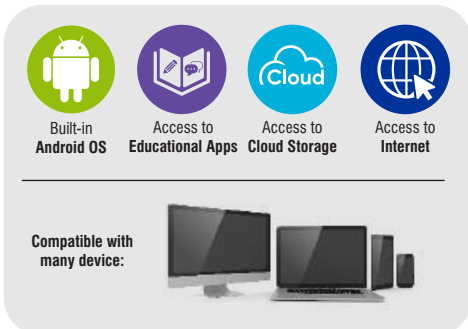 Cloud
Built-in
Android OS
Access to
Educational Apps
Access to
Cloud Storage
Access to
Internet
Compatible with
many device: